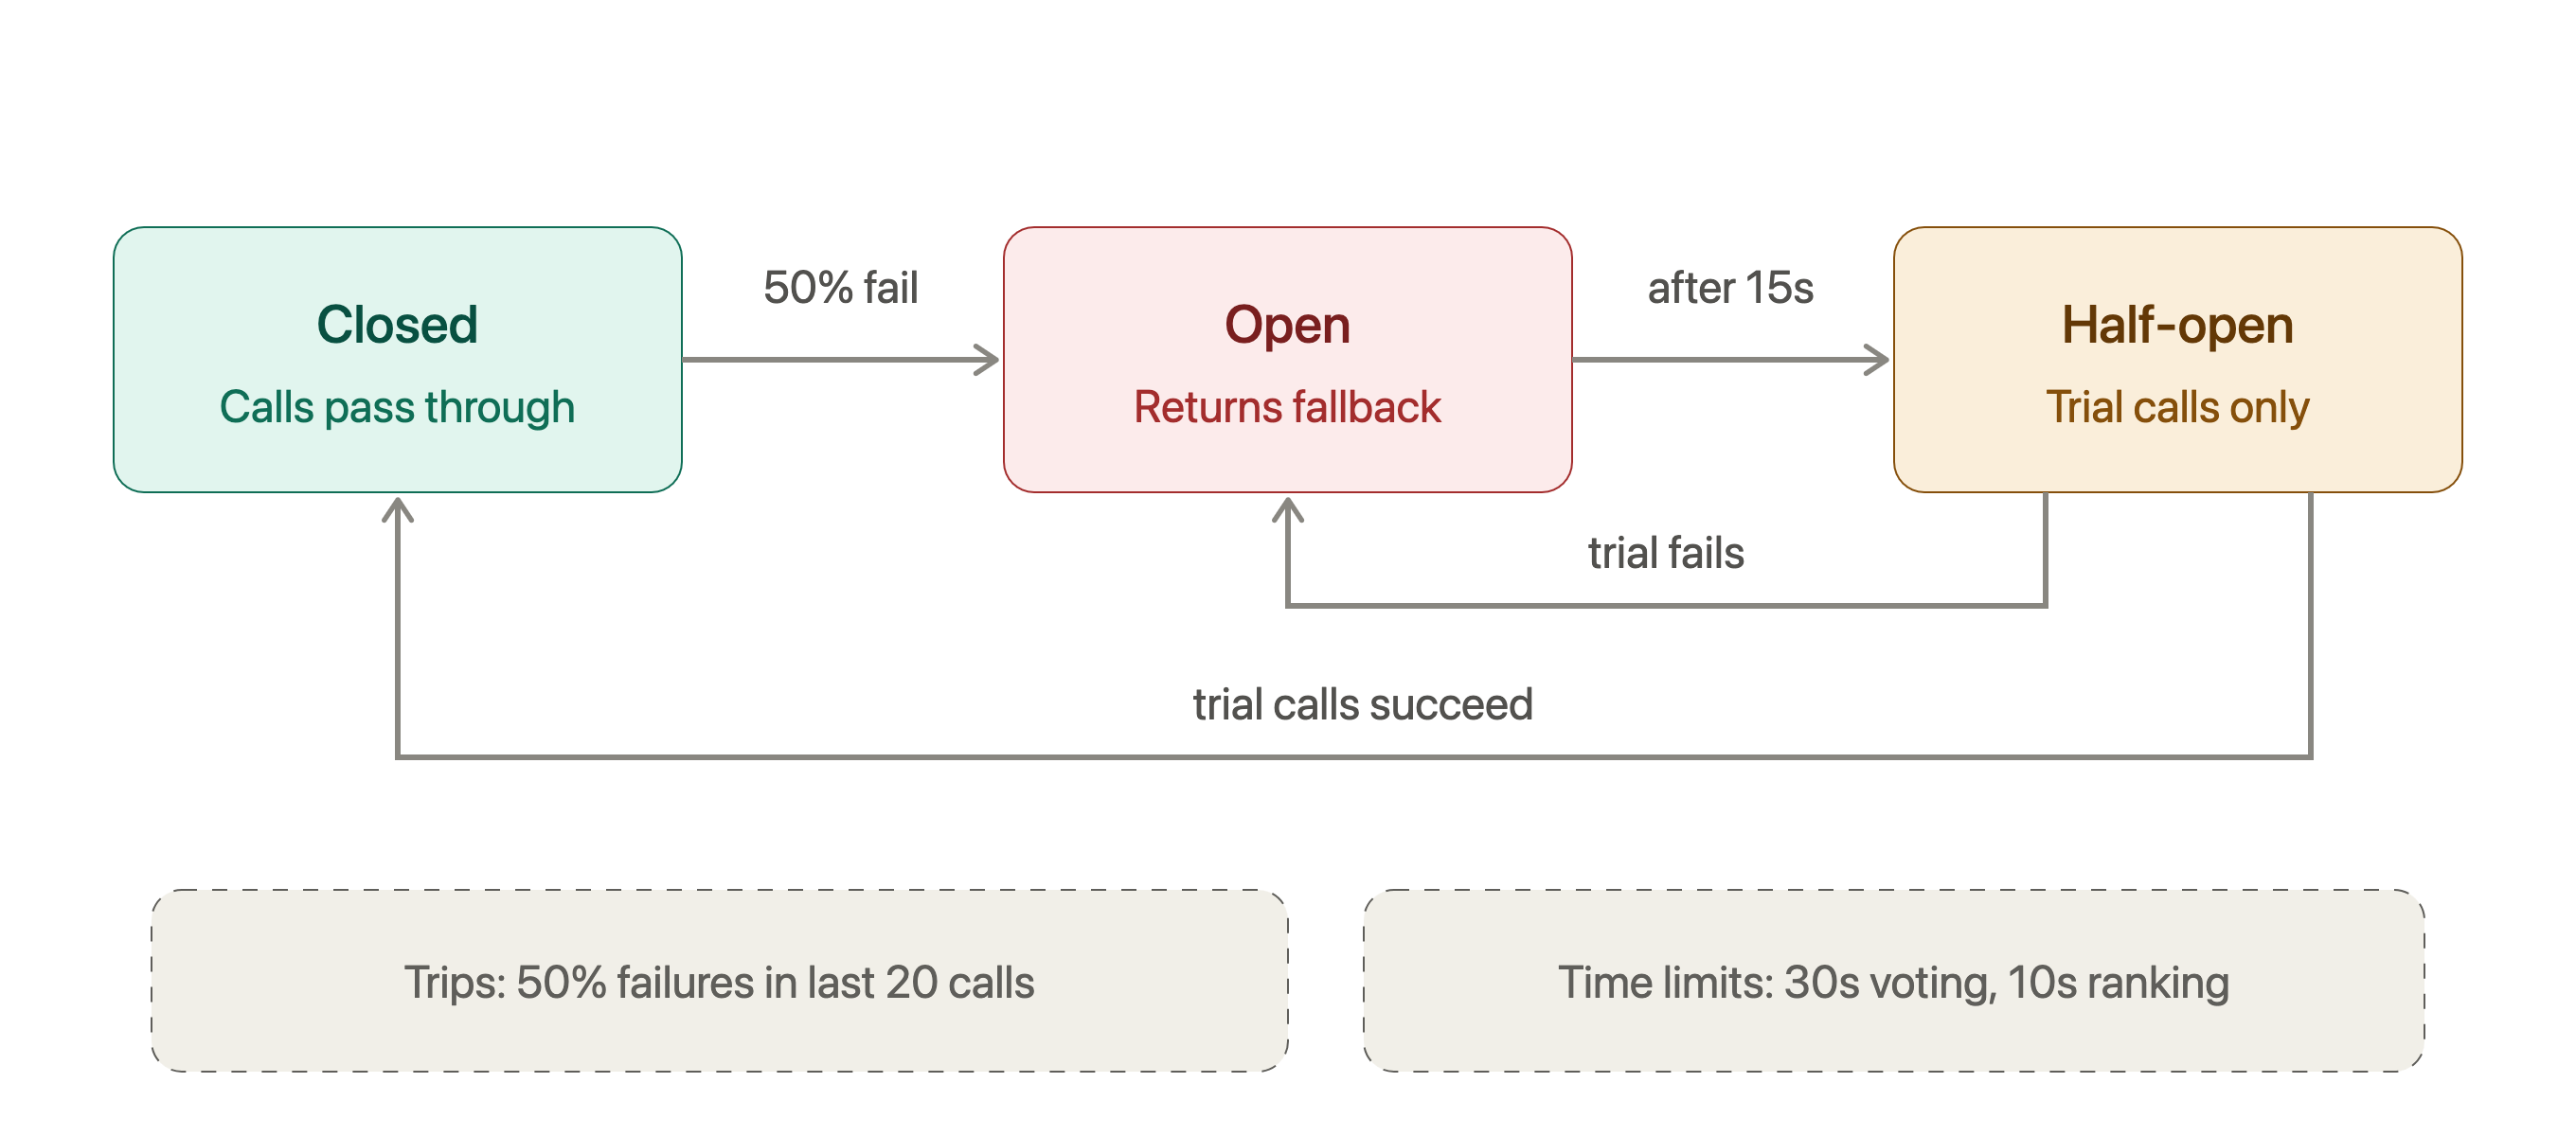 Closed
Calls pass through
50% fail
Open
Returns fallback
after 15s
Half-open
Trial calls only
trial fails
trial calls succeed
Trips: 50% failures in last 20 calls
Time limits: 30s voting, 10s ranking